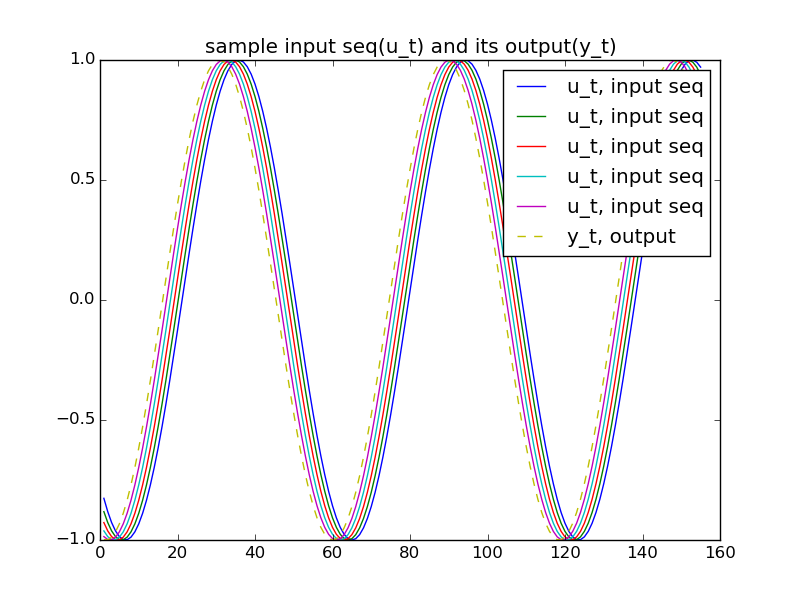 sample input seq(u_t) and its output(y_t)
1.0
0.5
0.0
−0.5
−1.0
0 20 40 60 80 100 120 140 160
u_t, input seq
u_t, input seq
u_t, input seq
u_t, input seq
u_t, input seq
y_t, output